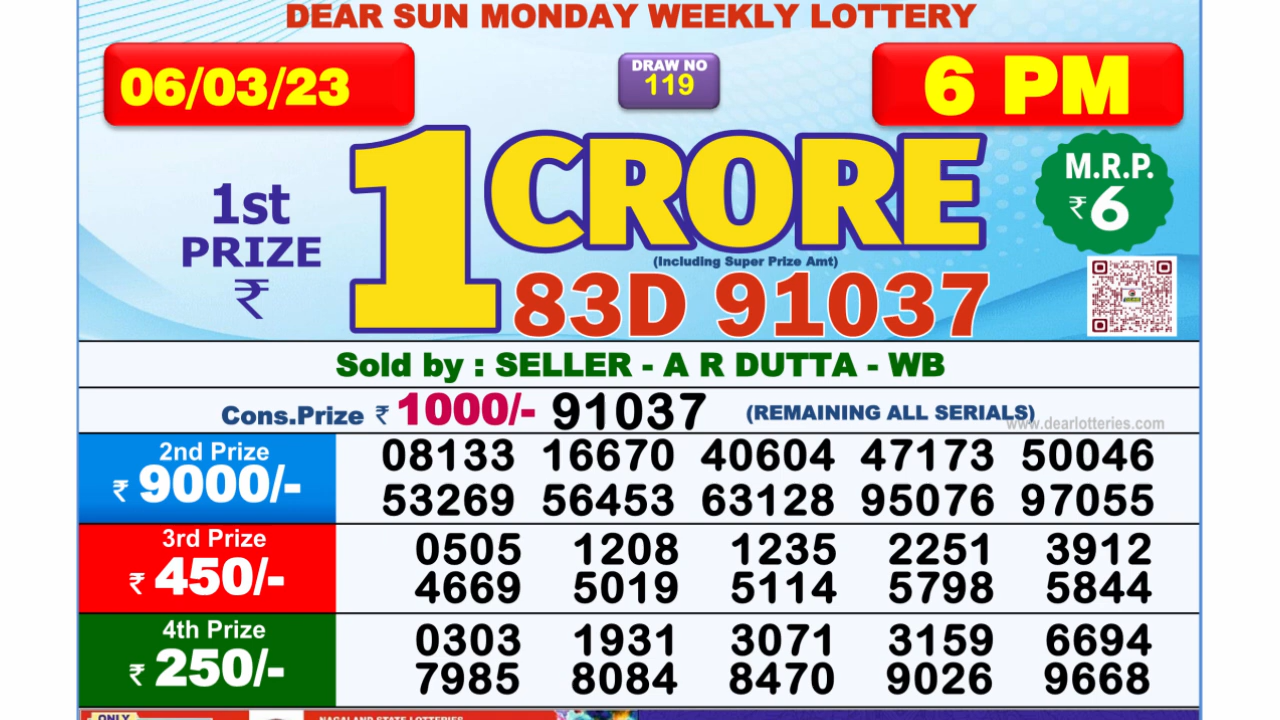 DEAR SUN MONDAY WEEKLY LOTTERY
06/03/23
DRAW NO
119
6 PM
1st
PRIZE
₹
1 CRORE
(Including Super Prize Amt)
83D 91037
M.R.P.
₹6
Sold by : SELLER - A R DUTTA - WB
Cons.Prize ₹ 1000/- 91037 (REMAINING ALL SERIALS)
www.dearlotteries.com
2nd Prize
₹ 9000/-
08133 16670 40604 47173 50046
53269 56453 63128 95076 97055
3rd Prize
₹ 450/-
0505 1208 1235 2251 3912
4669 5019 5114 5798 5844
4th Prize
₹ 250/-
0303 1931 3071 3159 6694
7985 8084 8470 9026 9668
ONLY
NAGALAND STATE LOTTERIES